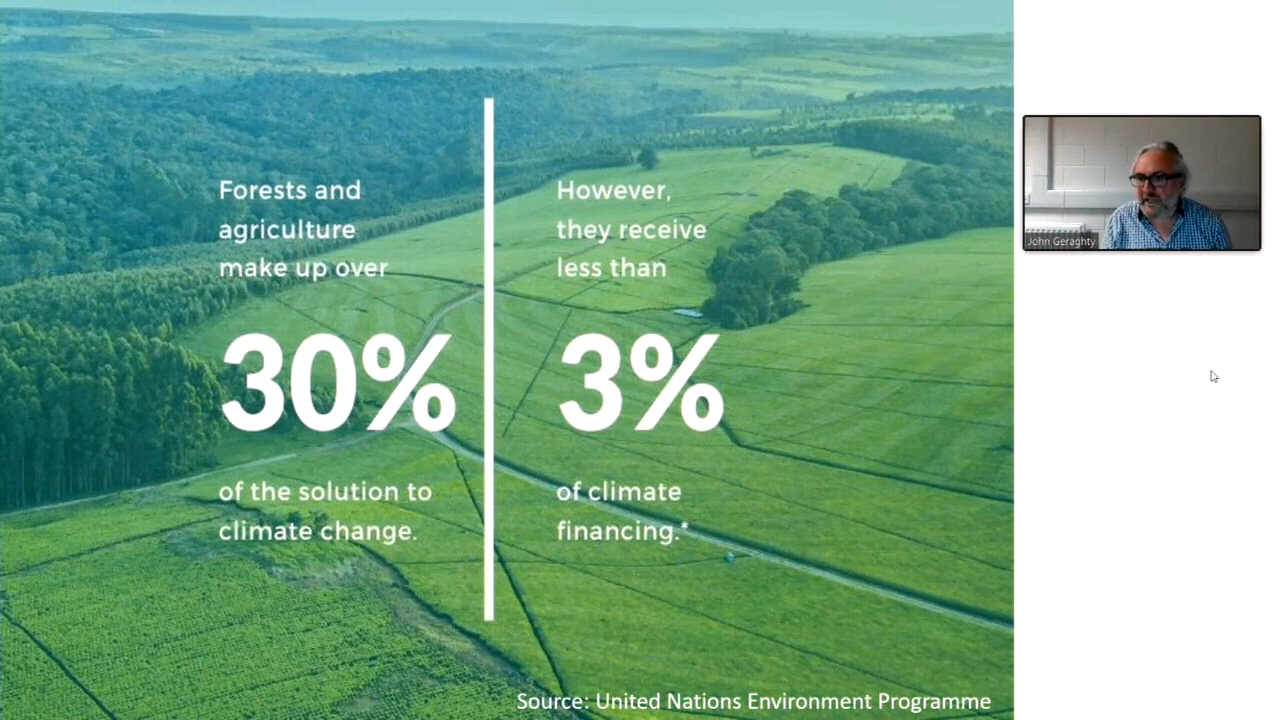 Forests and
agriculture
make up over
30%
of the solution to
climate change.
However,
they receive
less than
3%
of climate
financing.*
Source: United Nations Environment Programme
John Geraghty